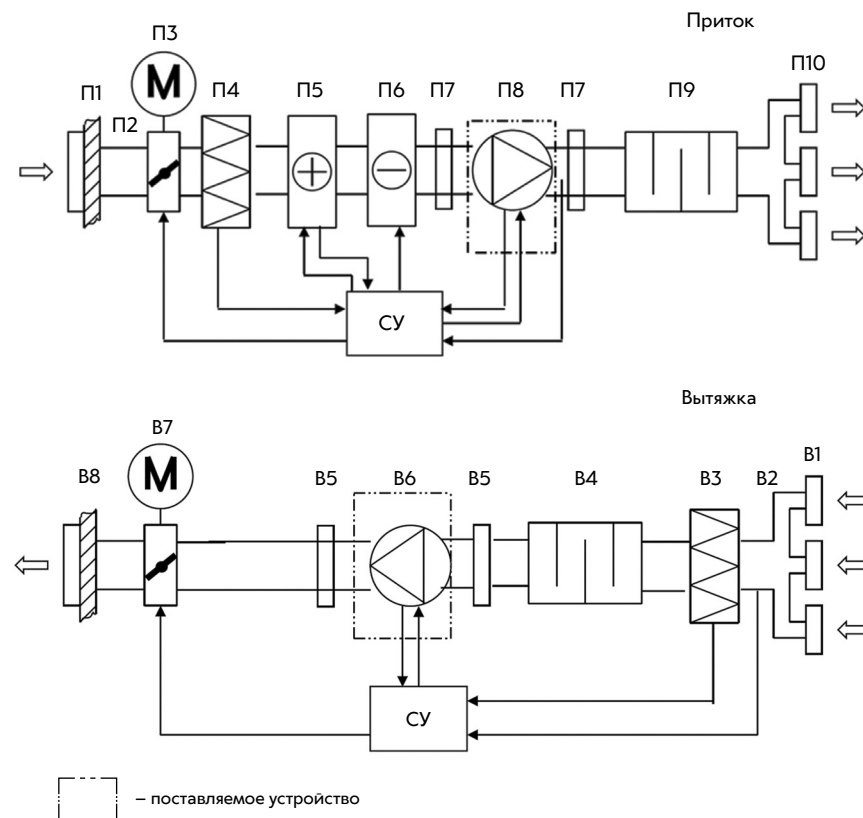 Приток
П3
П10
П1
П4
П5
П6
П7
П8
П7
П9
П2
М
СУ
Вытяжка
В7
В8
В5
В6
В5
В4
В3
В2
В1
М
СУ
– поставляемое устройство